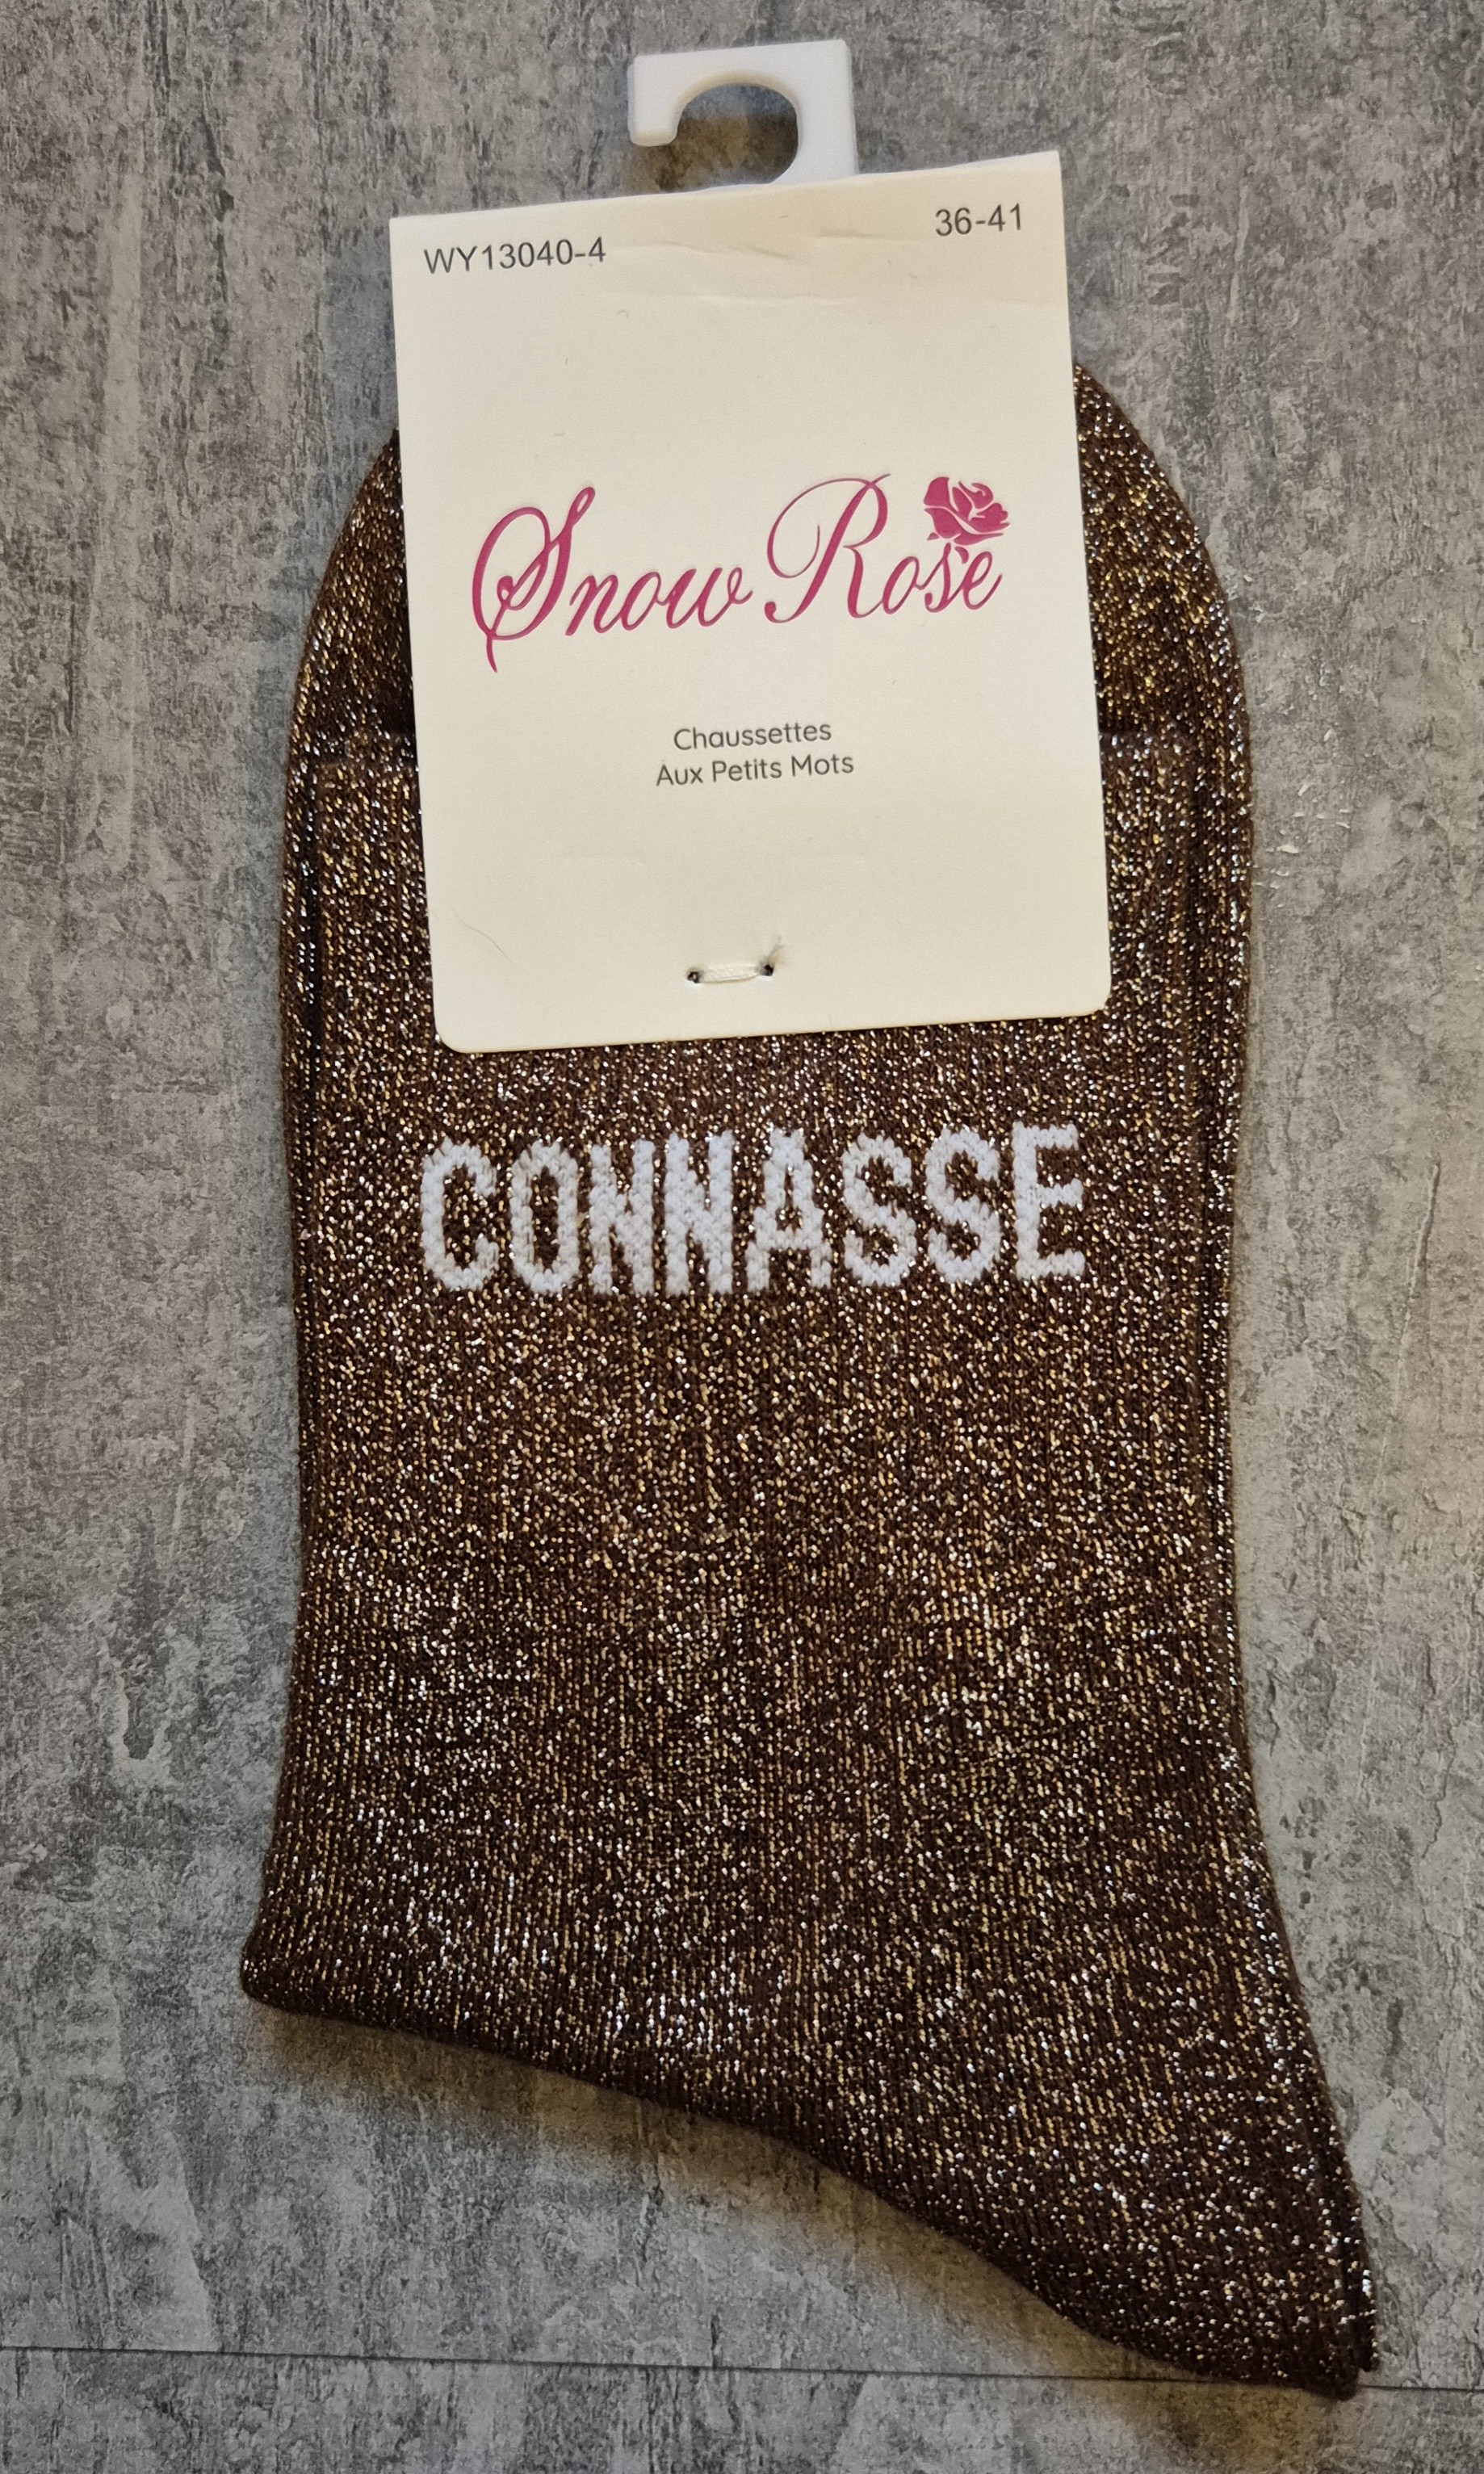 WY13040-4 36-41
Snow Rose
Chaussettes
Aux Petits Mots
CONNASSE